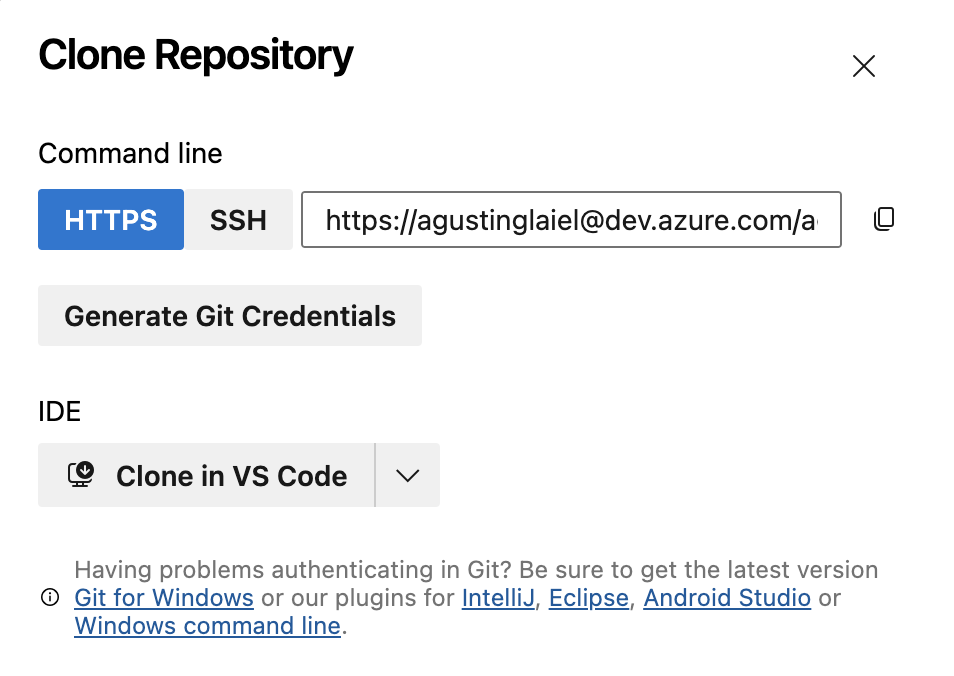 Clone Repository
Command line
HTTPS SSH https://agustinglaiel@dev.azure.com/a
Generate Git Credentials
IDE
Clone in VS Code
Having problems authenticating in Git? Be sure to get the latest version
Git for Windows or our plugins for IntelliJ, Eclipse, Android Studio or
Windows command line.